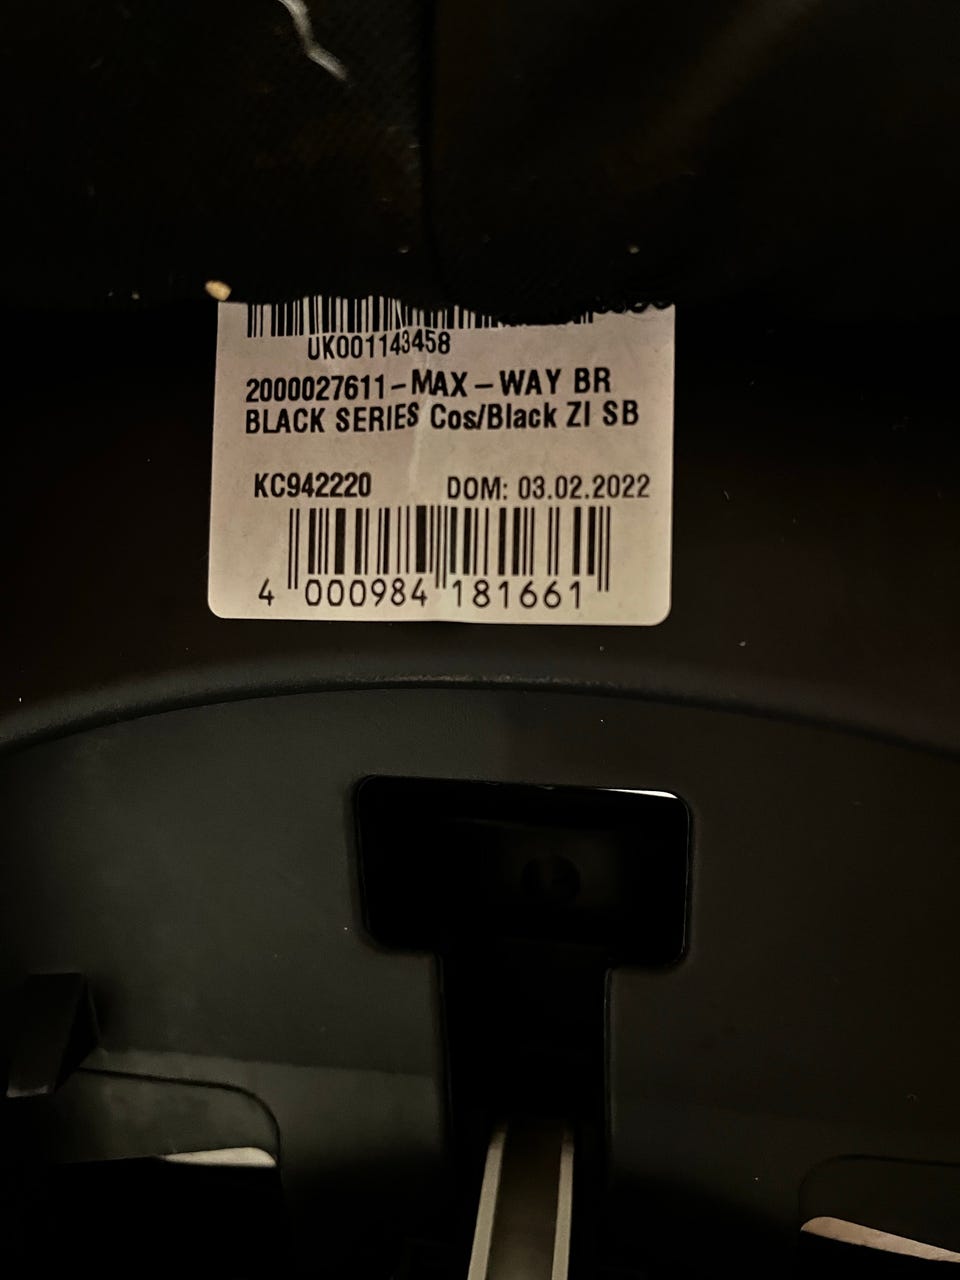 UK001143458
2000027611-MAX-WAY BR
BLACK SERIES Cos/Black ZI SB
KC942220 DOM: 03.02.2022
4 000984 181661